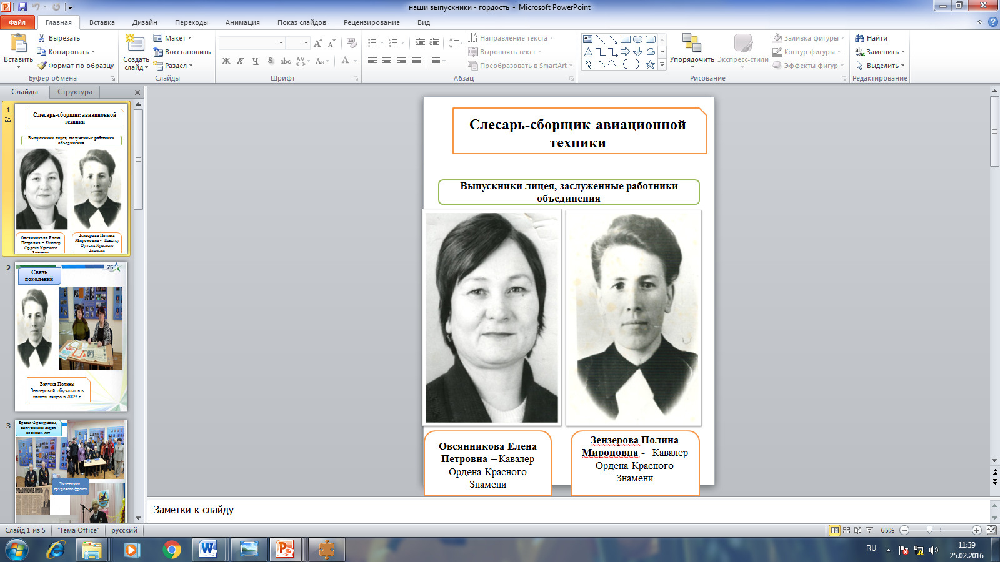 наши выпускники - гордость - Microsoft PowerPoint
Файл Главная Вставка Дизайн Переходы Анимация Показ слайдов Рецензирование Вид
Вставить
Вырезать
Копировать
Формат по образцу
Буфер обмена
Создать слайд
Макет
Восстановить
Раздел
Слайды
Ж К Ч S abc AV Aa A
Шрифт
Направление текста
Выровнять текст
Преобразовать в SmartArt
Абзац
Упорядочить
Экспресс-стили
Заливка фигуры
Контур фигуры
Эффекты фигур
Рисование
Найти
Заменить
Выделить
Редактирование
Слайды Структура
1
Слесарь-сборщик авиационной
техники
Выпускники лицея, заслуженные работники
объединения
Овсянникова Елена
Петровна – Кавалер
Ордена Красного
Знамени
Зензерова Полина
Мироновна -– Кавалер
Ордена Красного
Знамени
2
75
Связь
поколений
Внучка Полины
Зензеровой обучалась в
нашем лицее в 2009 г.
3
Братья Французовы,
выпускники лицея
военных лет
Участники
трудового фронта
Слесарь-сборщик авиационной
техники
Выпускники лицея, заслуженные работники
объединения
Овсянникова Елена
Петровна – Кавалер
Ордена Красного
Знамени
Зензерова Полина
Мироновна -– Кавалер
Ордена Красного
Знамени
Заметки к слайду
Слайд 1 из 5 "Тема Office" русский 65%
RU 11:39
25.02.2016